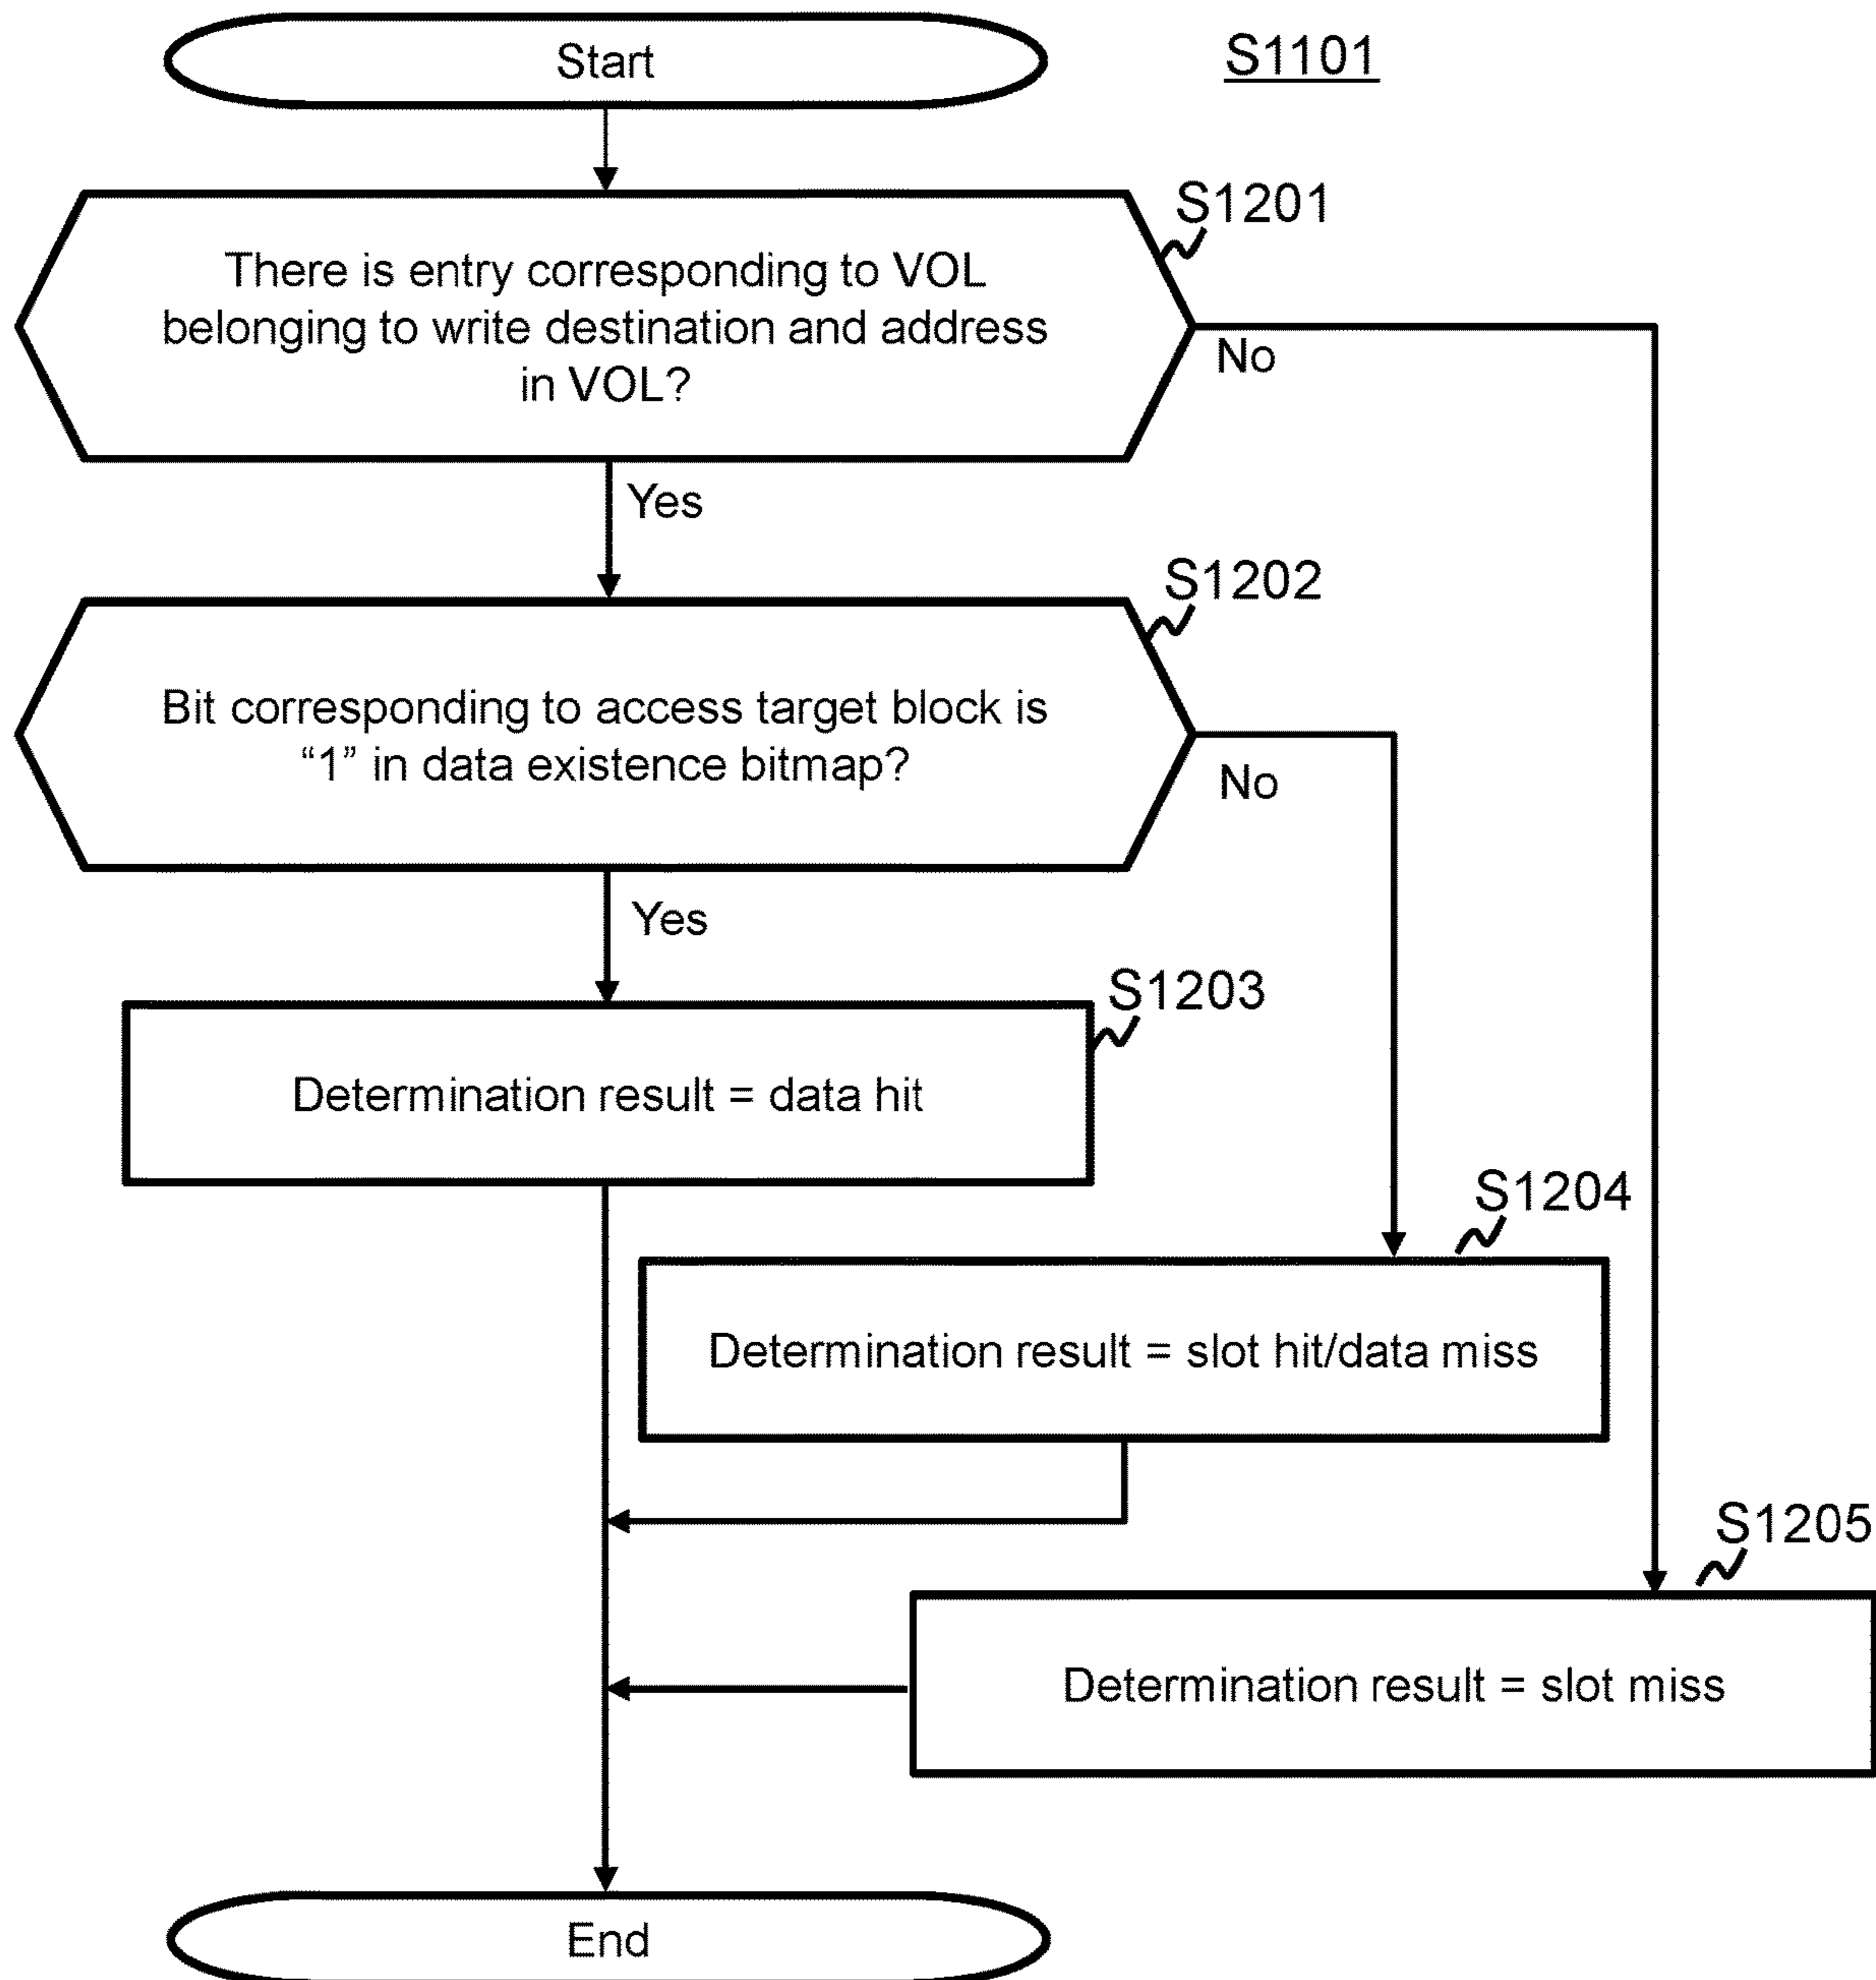 Start
S1101
S1201
There is entry corresponding to VOL
belonging to write destination and address
in VOL?
No
Yes
S1202
Bit corresponding to access target block is
“1” in data existence bitmap?
No
Yes
S1203
Determination result = data hit
S1204
Determination result = slot hit/data miss
S1205
Determination result = slot miss
End